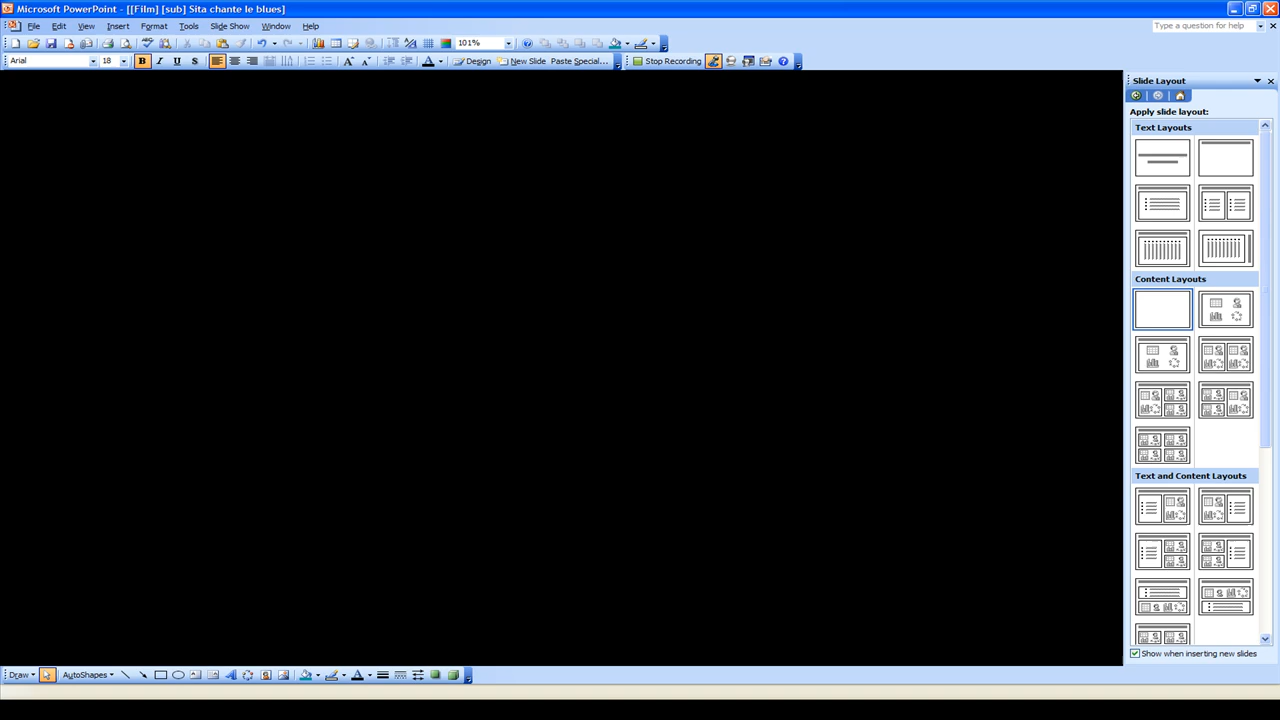 Microsoft PowerPoint - [[Film] [sub] Sita chante le blues]
File Edit View Insert Format Tools Slide Show Window Help
Type a question for help
101%
Arial 18 B I U S A A A Design New Slide Paste Special... Stop Recording
Slide Layout
Apply slide layout:
Text Layouts
Content Layouts
Text and Content Layouts
Show when inserting new slides
Draw AutoShapes A